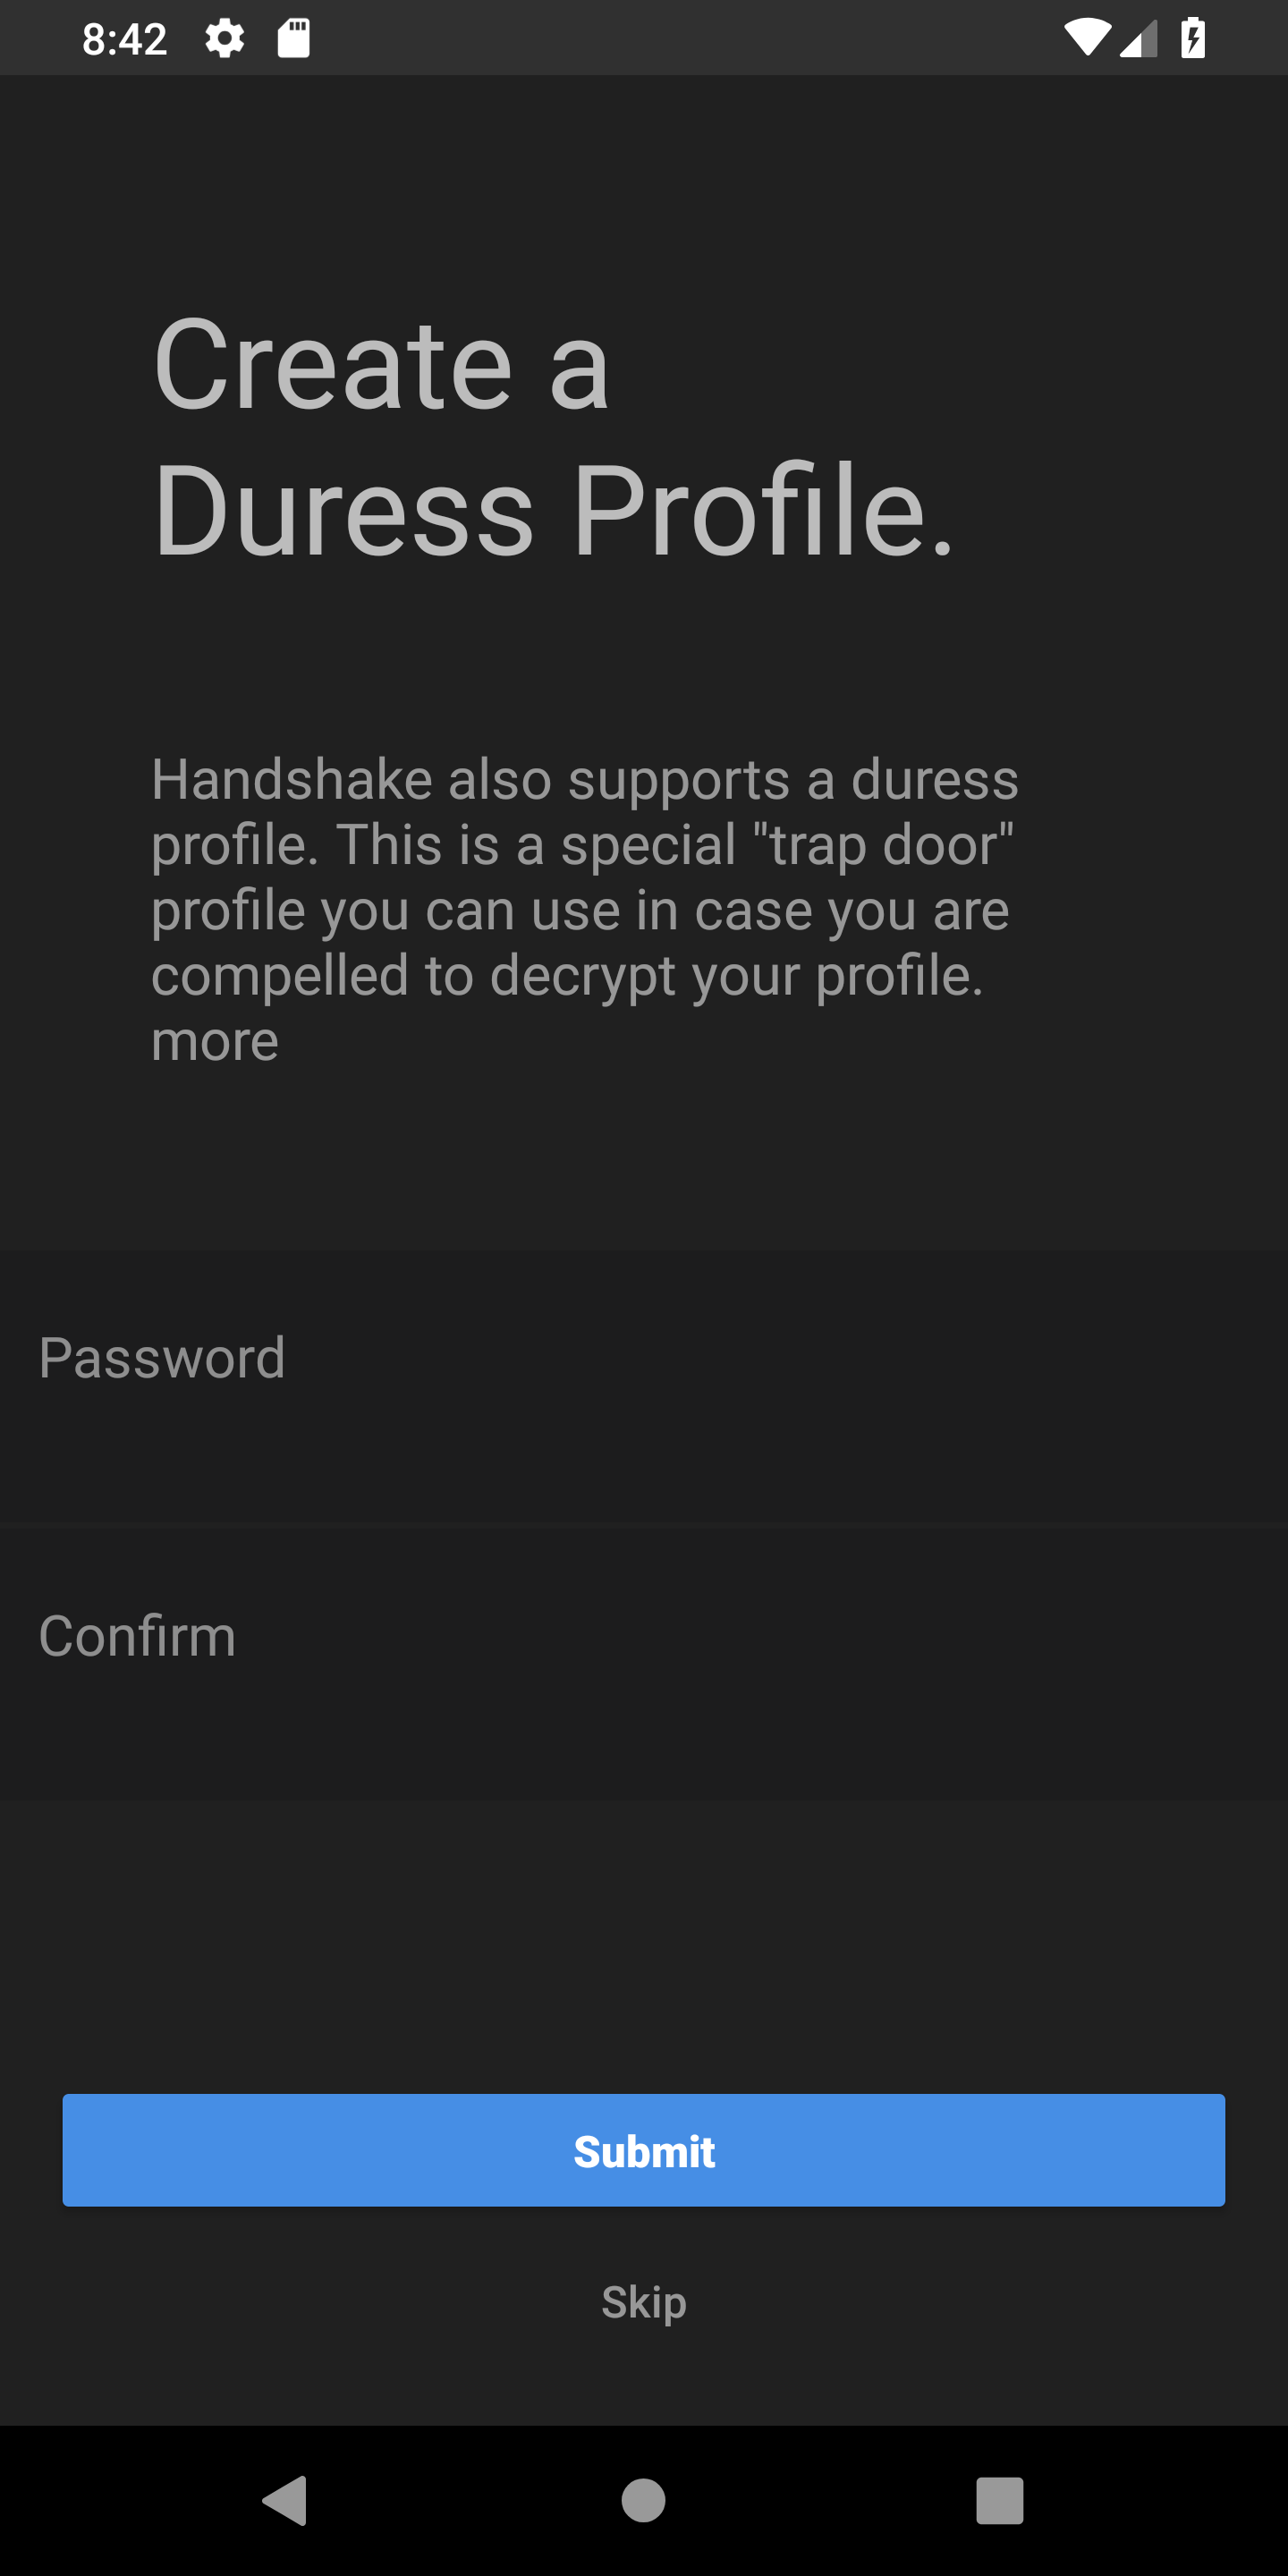 8:42
Create a
Duress Profile.
Handshake also supports a duress
profile. This is a special "trap door"
profile you can use in case you are
compelled to decrypt your profile.
more
Password
Confirm
Submit
Skip